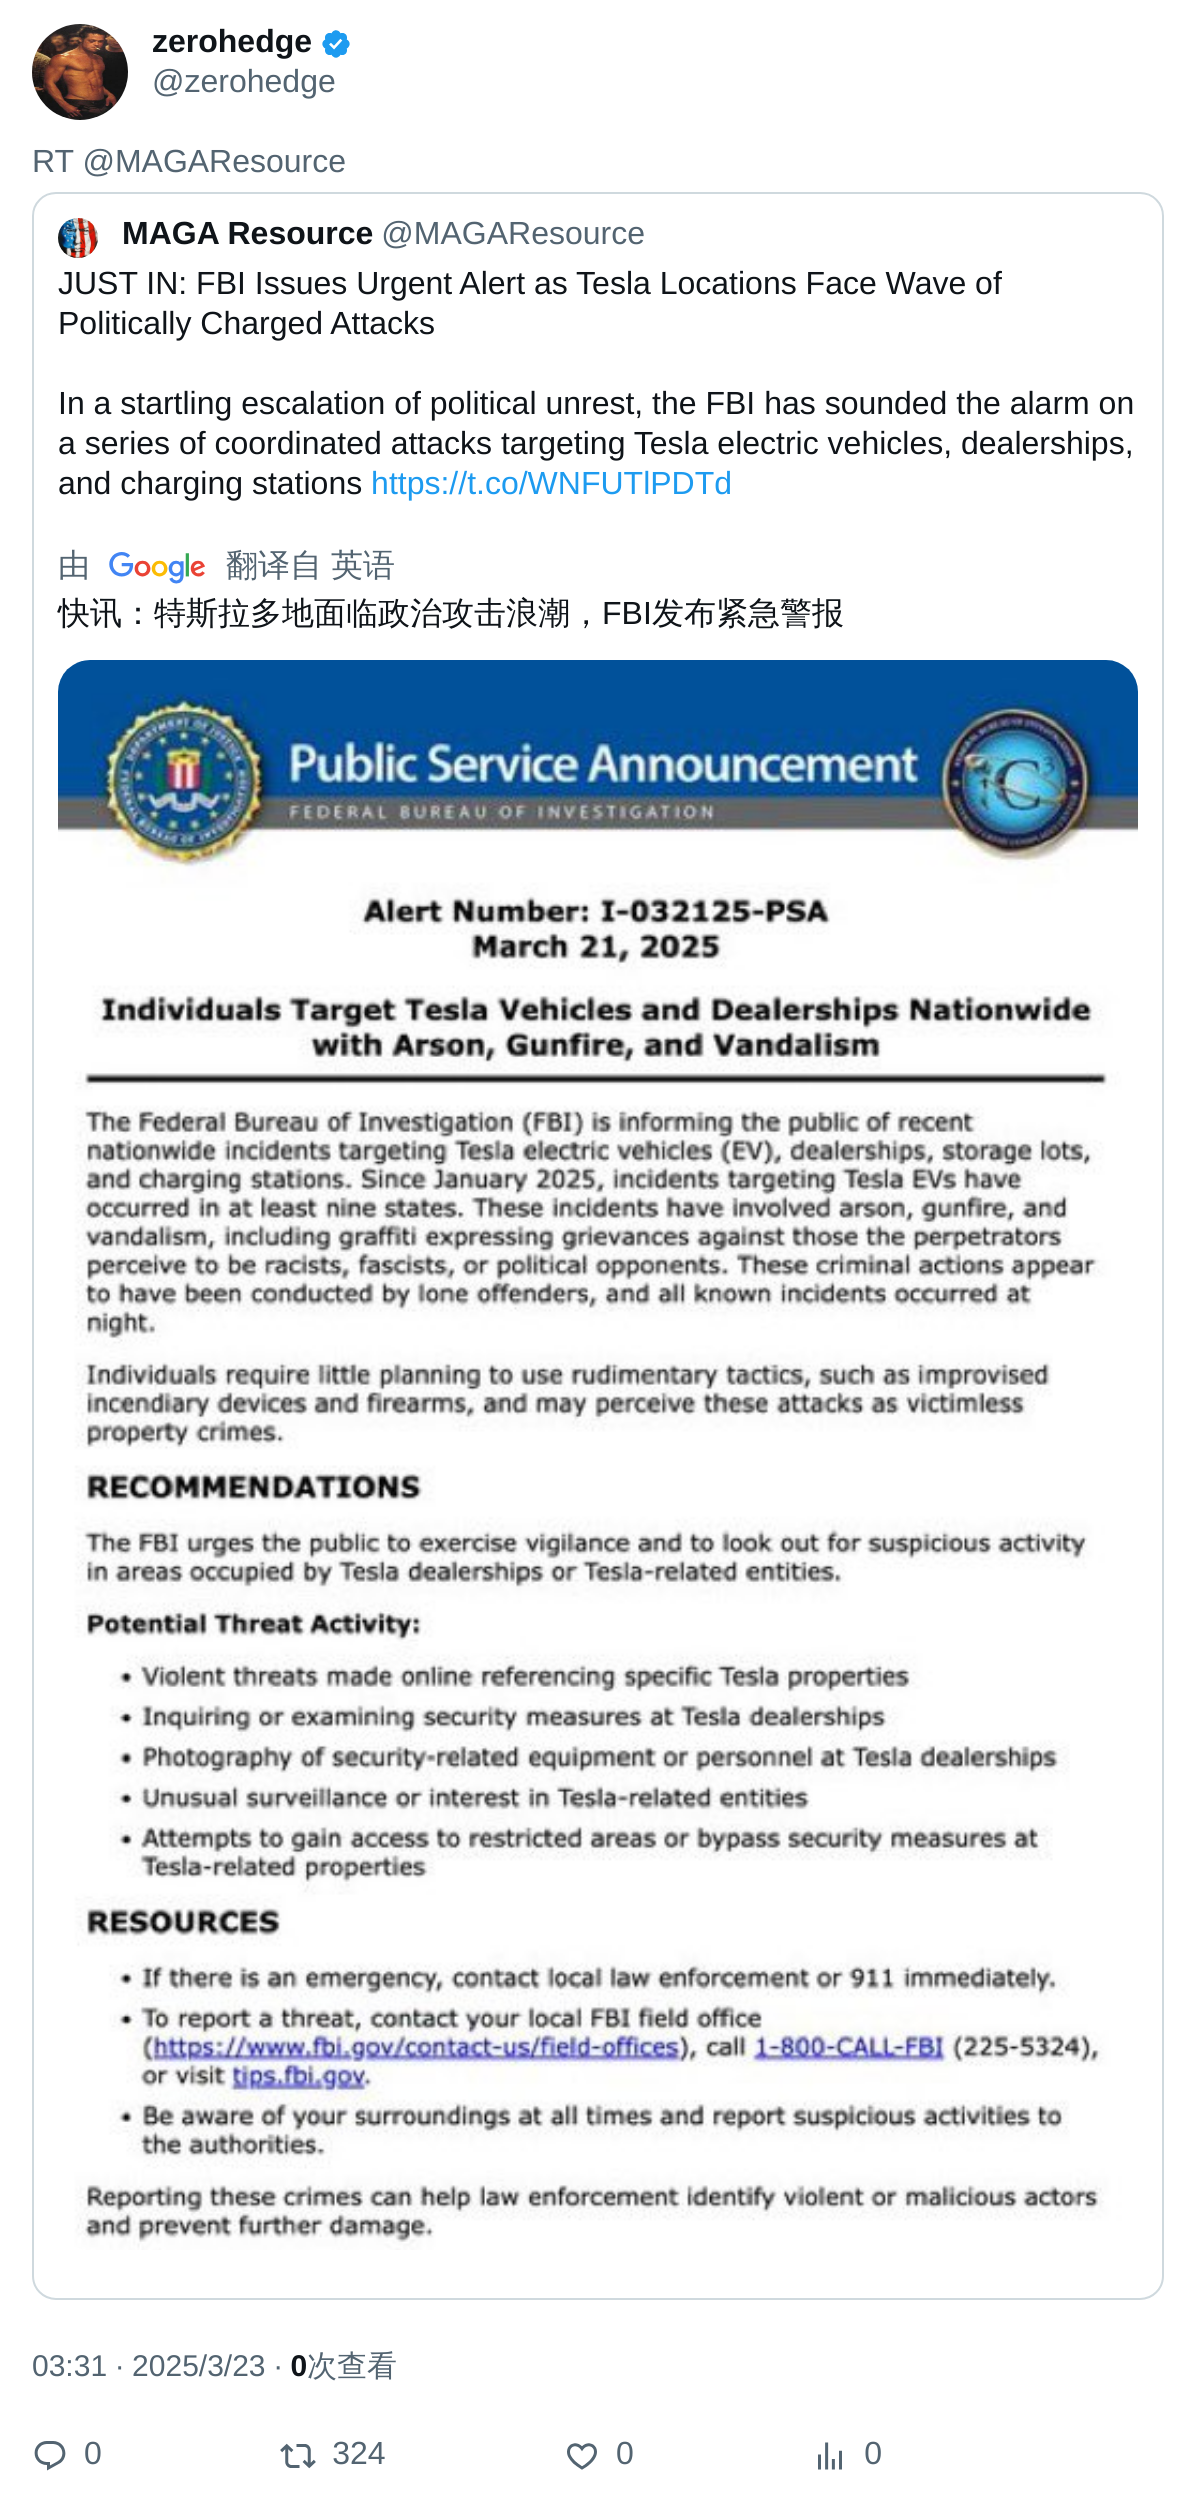 zerohedge
@zerohedge
RT @MAGAResource
MAGA Resource @MAGAResource
JUST IN: FBI Issues Urgent Alert as Tesla Locations Face Wave of
Politically Charged Attacks
In a startling escalation of political unrest, the FBI has sounded the alarm on
a series of coordinated attacks targeting Tesla electric vehicles, dealerships,
and charging stations https://t.co/WNFUTlPDTd
由 Google 翻译自 英语
快讯：特斯拉多地面临政治攻击浪潮，FBI发布紧急警报
Public Service Announcement
FEDERAL BUREAU OF INVESTIGATION
Alert Number: I-032125-PSA
March 21, 2025
Individuals Target Tesla Vehicles and Dealerships Nationwide
with Arson, Gunfire, and Vandalism
The Federal Bureau of Investigation (FBI) is informing the public of recent
nationwide incidents targeting Tesla electric vehicles (EV), dealerships, storage lots,
and charging stations. Since January 2025, incidents targeting Tesla EVs have
occurred in at least nine states. These incidents have involved arson, gunfire, and
vandalism, including graffiti expressing grievances against those the perpetrators
perceive to be racists, fascists, or political opponents. These criminal actions appear
to have been conducted by lone offenders, and all known incidents occurred at
night.
Individuals require little planning to use rudimentary tactics, such as improvised
incendiary devices and firearms, and may perceive these attacks as victimless
property crimes.
RECOMMENDATIONS
The FBI urges the public to exercise vigilance and to look out for suspicious activity
in areas occupied by Tesla dealerships or Tesla-related entities.
Potential Threat Activity:
• Violent threats made online referencing specific Tesla properties
• Inquiring or examining security measures at Tesla dealerships
• Photography of security-related equipment or personnel at Tesla dealerships
• Unusual surveillance or interest in Tesla-related entities
• Attempts to gain access to restricted areas or bypass security measures at
Tesla-related properties
RESOURCES
• If there is an emergency, contact local law enforcement or 911 immediately.
• To report a threat, contact your local FBI field office
(https://www.fbi.gov/contact-us/field-offices), call 1-800-CALL-FBI (225-5324),
or visit tips.fbi.gov.
• Be aware of your surroundings at all times and report suspicious activities to
the authorities.
Reporting these crimes can help law enforcement identify violent or malicious actors
and prevent further damage.
03:31 · 2025/3/23 · 0次查看
0 324 0 0